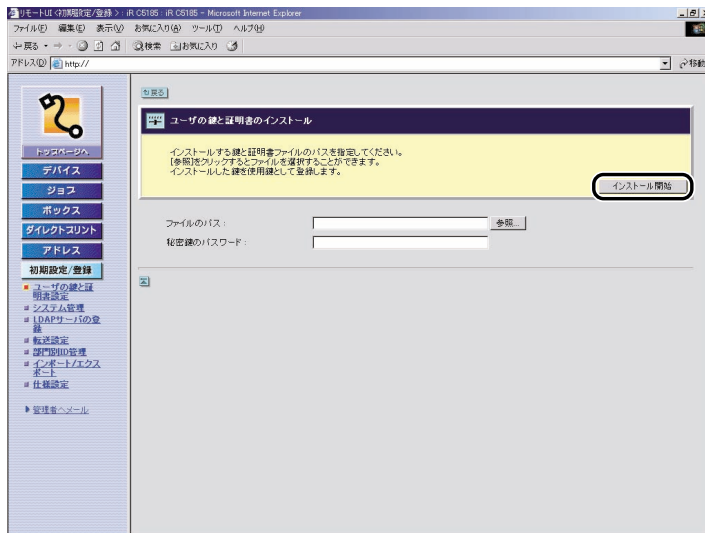 リモートUI <初期設定/登録> : iR C5185 : iR C5185 - Microsoft Internet Explorer
ファイル(F) 編集(E) 表示(V) お気に入り(A) ツール(T) ヘルプ(H)
戻る 検索 お気に入り
アドレス(D) http:// 移動
戻る
ユーザの鍵と証明書のインストール
インストールする鍵と証明書ファイルのパスを指定してください。
[参照]をクリックするとファイルを選択することができます。
インストールした鍵を使用鍵として登録します。
インストール開始
ファイルのパス : 参照...
秘密鍵のパスワード :
トップページへ
デバイス
ジョブ
ボックス
ダイレクトプリント
アドレス
初期設定/登録
ユーザの鍵と証
明書設定
システム管理
LDAPサーバの登
録
転送設定
部門別ID管理
インポート/エクス
ポート
仕様設定
管理者へメール